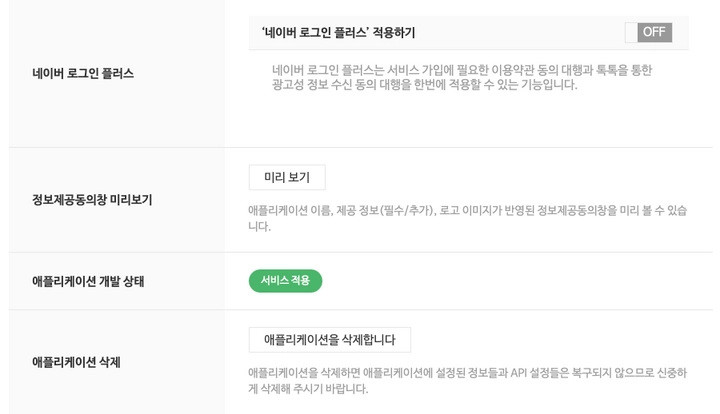 네이버 로그인 플러스
‘네이버 로그인 플러스’ 적용하기
OFF
네이버 로그인 플러스는 서비스 가입에 필요한 이용약관 동의 대행과 톡톡을 통한
광고성 정보 수신 동의 대행을 한번에 적용할 수 있는 기능입니다.
정보제공동의창 미리보기
미리 보기
애플리케이션 이름, 제공 정보(필수/추가), 로고 이미지가 반영된 정보제공동의창을 미리 볼 수 있습
니다.
애플리케이션 개발 상태
서비스 적용
애플리케이션 삭제
애플리케이션을 삭제합니다
애플리케이션을 삭제하면 애플리케이션에 설정된 정보들과 API 설정들은 복구되지 않으므로 신중하
게 삭제해 주시기 바랍니다.